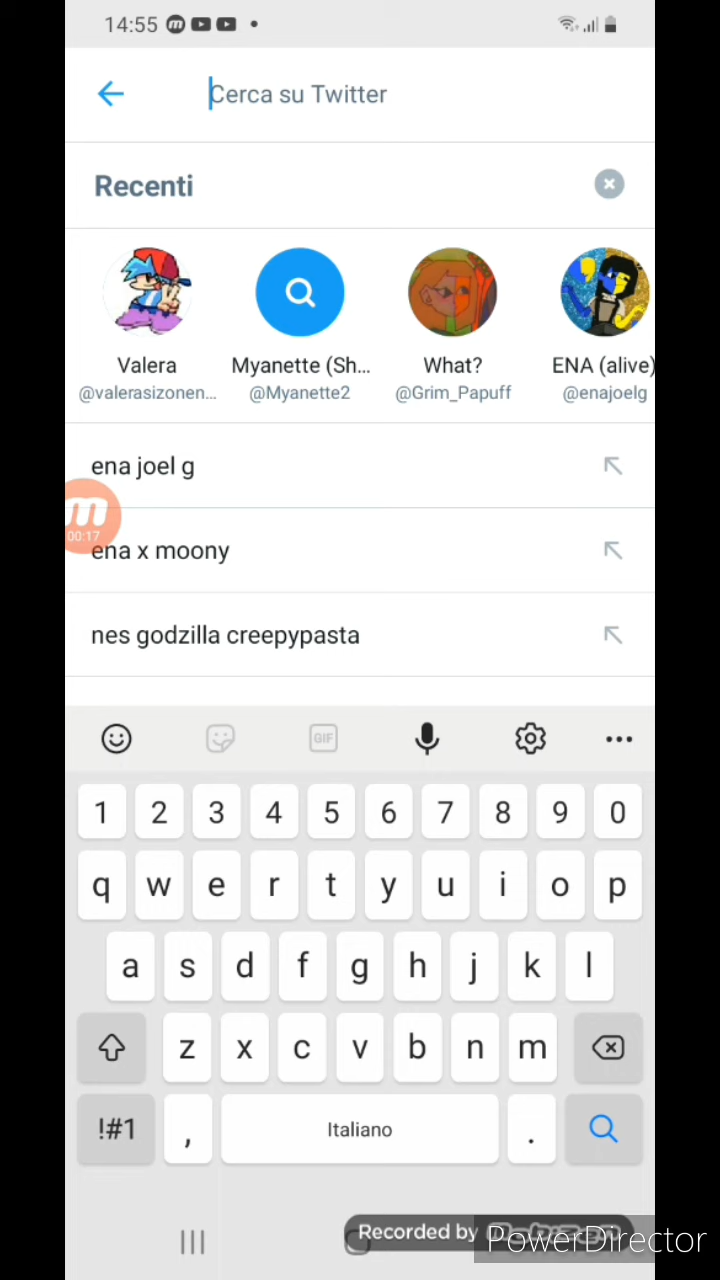 14:55
Cerca su Twitter
Recenti
Valera
@valerasizonen...
Myanette (Sh...
@Myanette2
What?
@Grim_Papuff
ENA (alive)
@enajoelg
ena joel g
00:17
ena x moony
nes godzilla creepypasta
GIF
1 2 3 4 5 6 7 8 9 0
q w e r t y u i o p
a s d f g h j k l
z x c v b n m
!#1 , Italiano .
Recorded by
PowerDirector